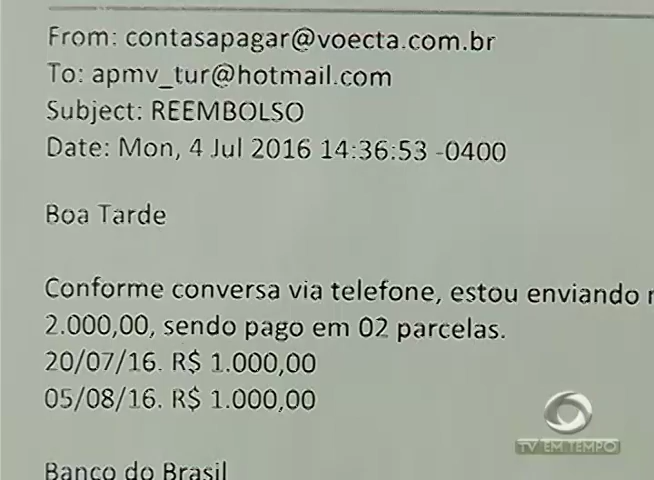 From: contasapagar@voecta.com.br
To: apmv_tur@hotmail.com
Subject: REEMBOLSO
Date: Mon, 4 Jul 2016 14:36:53 -0400
Boa Tarde
Conforme conversa via telefone, estou enviando
2.000,00, sendo pago em 02 parcelas.
20/07/16. R$ 1.000,00
05/08/16. R$ 1.000,00
Banco do Brasil
TV EM TEMPO